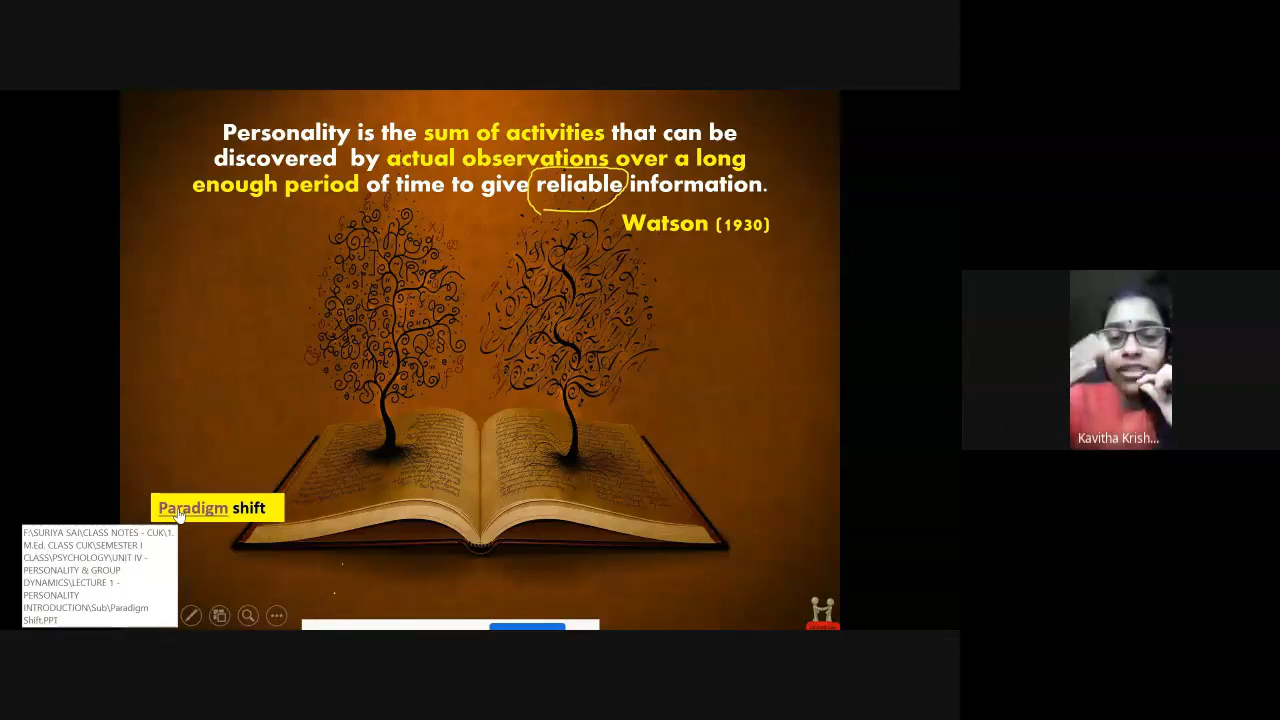 Personality is the sum of activities that can be
discovered by actual observations over a long
enough period of time to give reliable information.
Watson (1930)
Paradigm shift
F:\SURIYA SAI\CLASS NOTES - CUK\1.
M.Ed. CLASS CUK\SEMESTER I
CLASS\PSYCHOLOGY\UNIT IV -
PERSONALITY & GROUP
DYNAMICS\LECTURE 1 -
PERSONALITY
INTRODUCTION\Sub\Paradigm
Shift.PPT
Kavitha Krish...